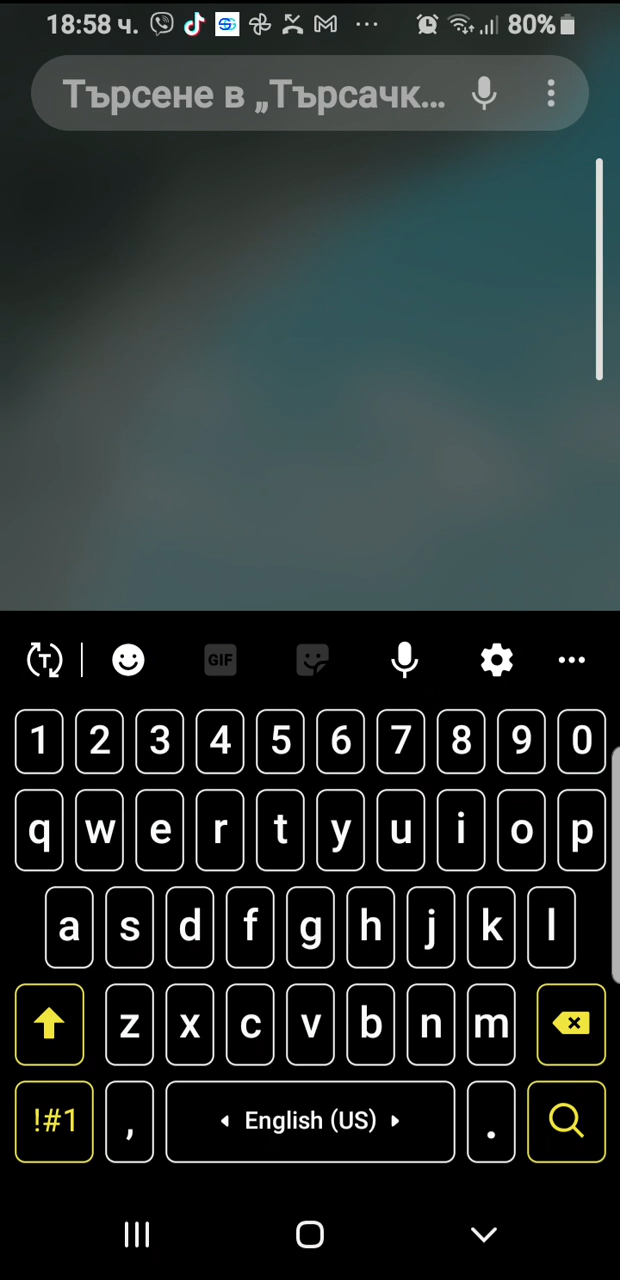 18:58 ч. 80%
Търсене в „Търсачк...
GIF
1 2 3 4 5 6 7 8 9 0
q w e r t y u i o p
a s d f g h j k l
z x c v b n m
!#1 , English (US) .